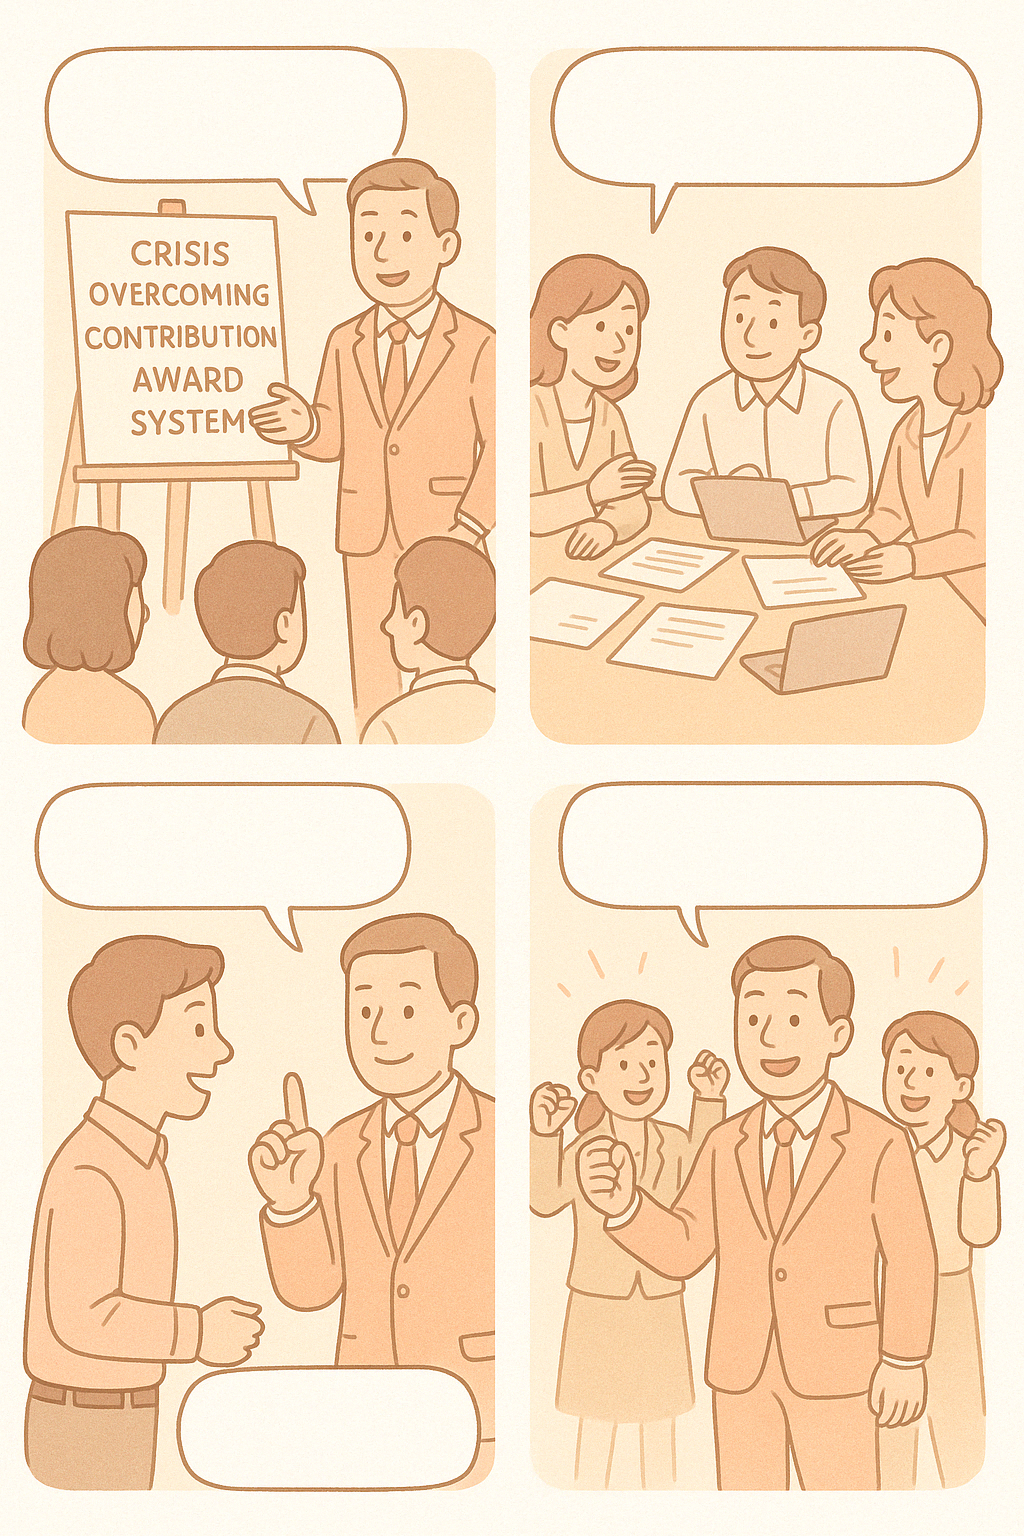 CRISIS
OVERCOMING
CONTRIBUTION
AWARD
SYSTEM